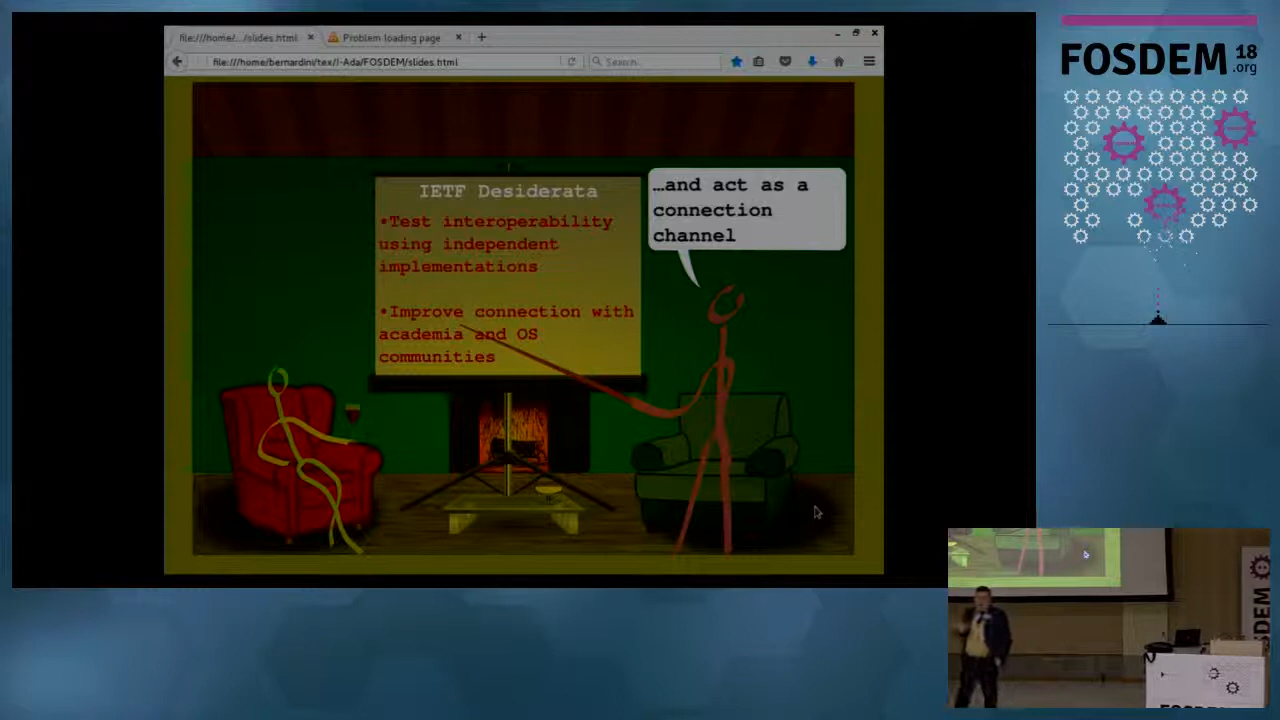 file:///home/.../slides.html
Problem loading page
file:///home/bernardini/tex/I-Ada/FOSDEM/slides.html
Search
IETF Desiderata
•Test interoperability
using independent
implementations
•Improve connection with
academia and OS
communities
…and act as a
connection
channel
FOSDEM 18
.org